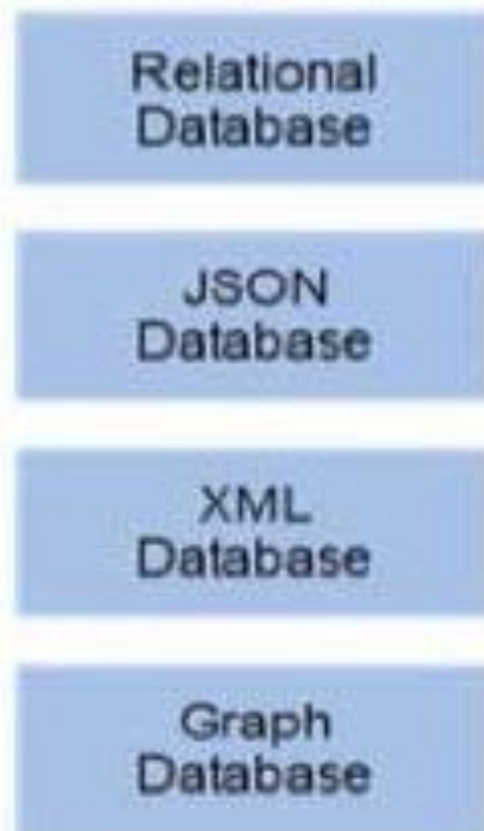 Relational
Database
JSON
Database
XML
Database
Graph
Database